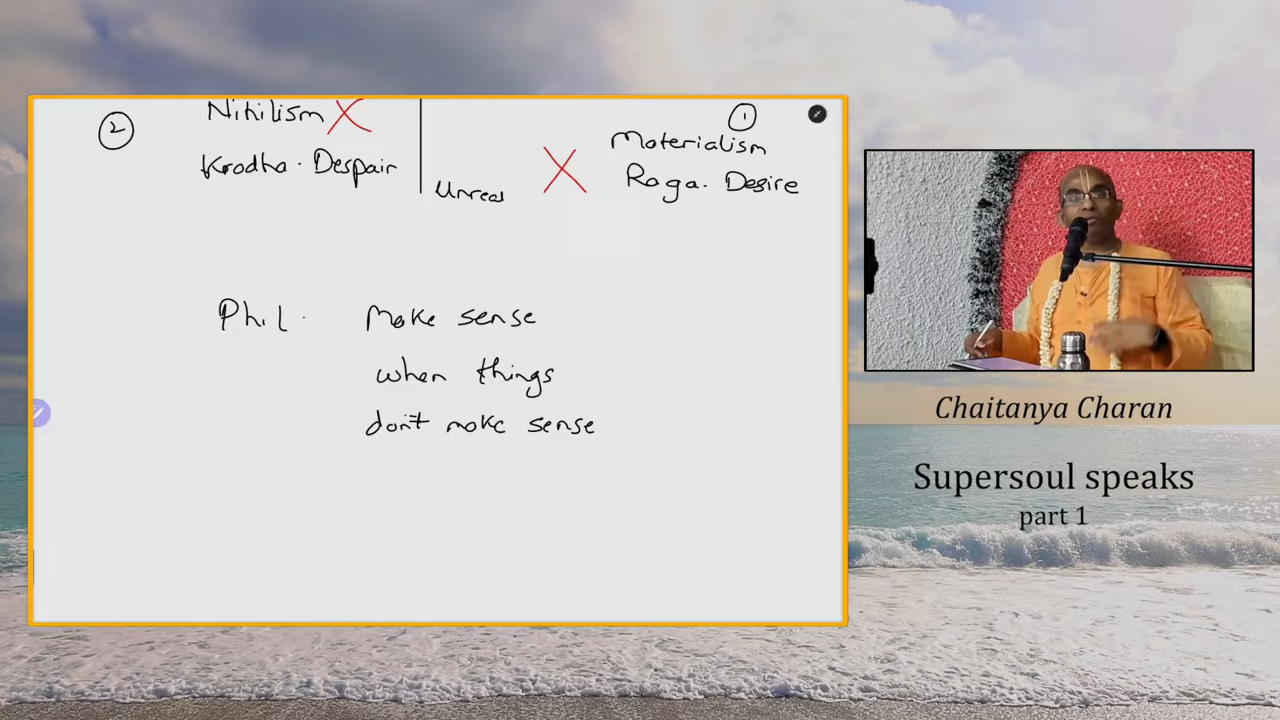 2
Nihilism X
Krodha. Despair
Unreal
X
1
Materialism
Raga. Desire
Phil. Make sense
when things
don't make sense
Chaitanya Charan
Supersoul speaks
part 1